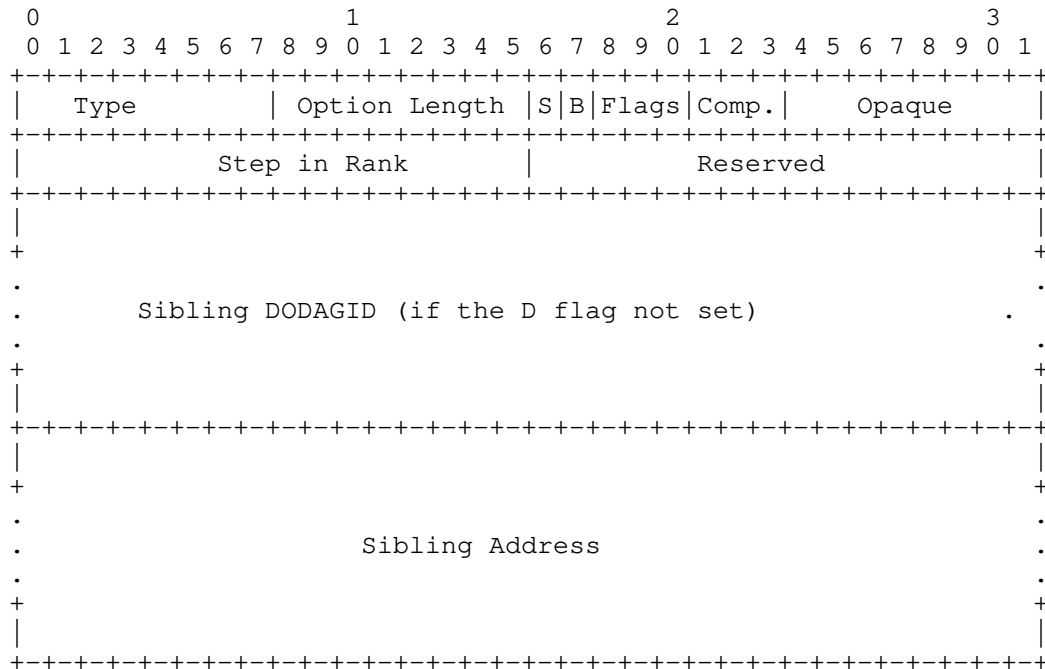 0                   1                   2                   3
 0 1 2 3 4 5 6 7 8 9 0 1 2 3 4 5 6 7 8 9 0 1 2 3 4 5 6 7 8 9 0 1
+-+-+-+-+-+-+-+-+-+-+-+-+-+-+-+-+-+-+-+-+-+-+-+-+-+-+-+-+-+-+-+-+
|   Type        | Option Length |S|B|Flags|Comp.|    Opaque     |
+-+-+-+-+-+-+-+-+-+-+-+-+-+-+-+-+-+-+-+-+-+-+-+-+-+-+-+-+-+-+-+-+
|            Step in Rank       |          Reserved             |
+-+-+-+-+-+-+-+-+-+-+-+-+-+-+-+-+-+-+-+-+-+-+-+-+-+-+-+-+-+-+-+-+
|                                                               |
+                                                               +
.                                                               .
.       Sibling DODAGID (if the D flag not set)               .
.                                                               .
+                                                               +
|                                                               |
+-+-+-+-+-+-+-+-+-+-+-+-+-+-+-+-+-+-+-+-+-+-+-+-+-+-+-+-+-+-+-+-+
|                                                               |
+                                                               +
.                                                               .
.                     Sibling Address                           .
.                                                               .
+                                                               +
|                                                               |
+-+-+-+-+-+-+-+-+-+-+-+-+-+-+-+-+-+-+-+-+-+-+-+-+-+-+-+-+-+-+-+-+